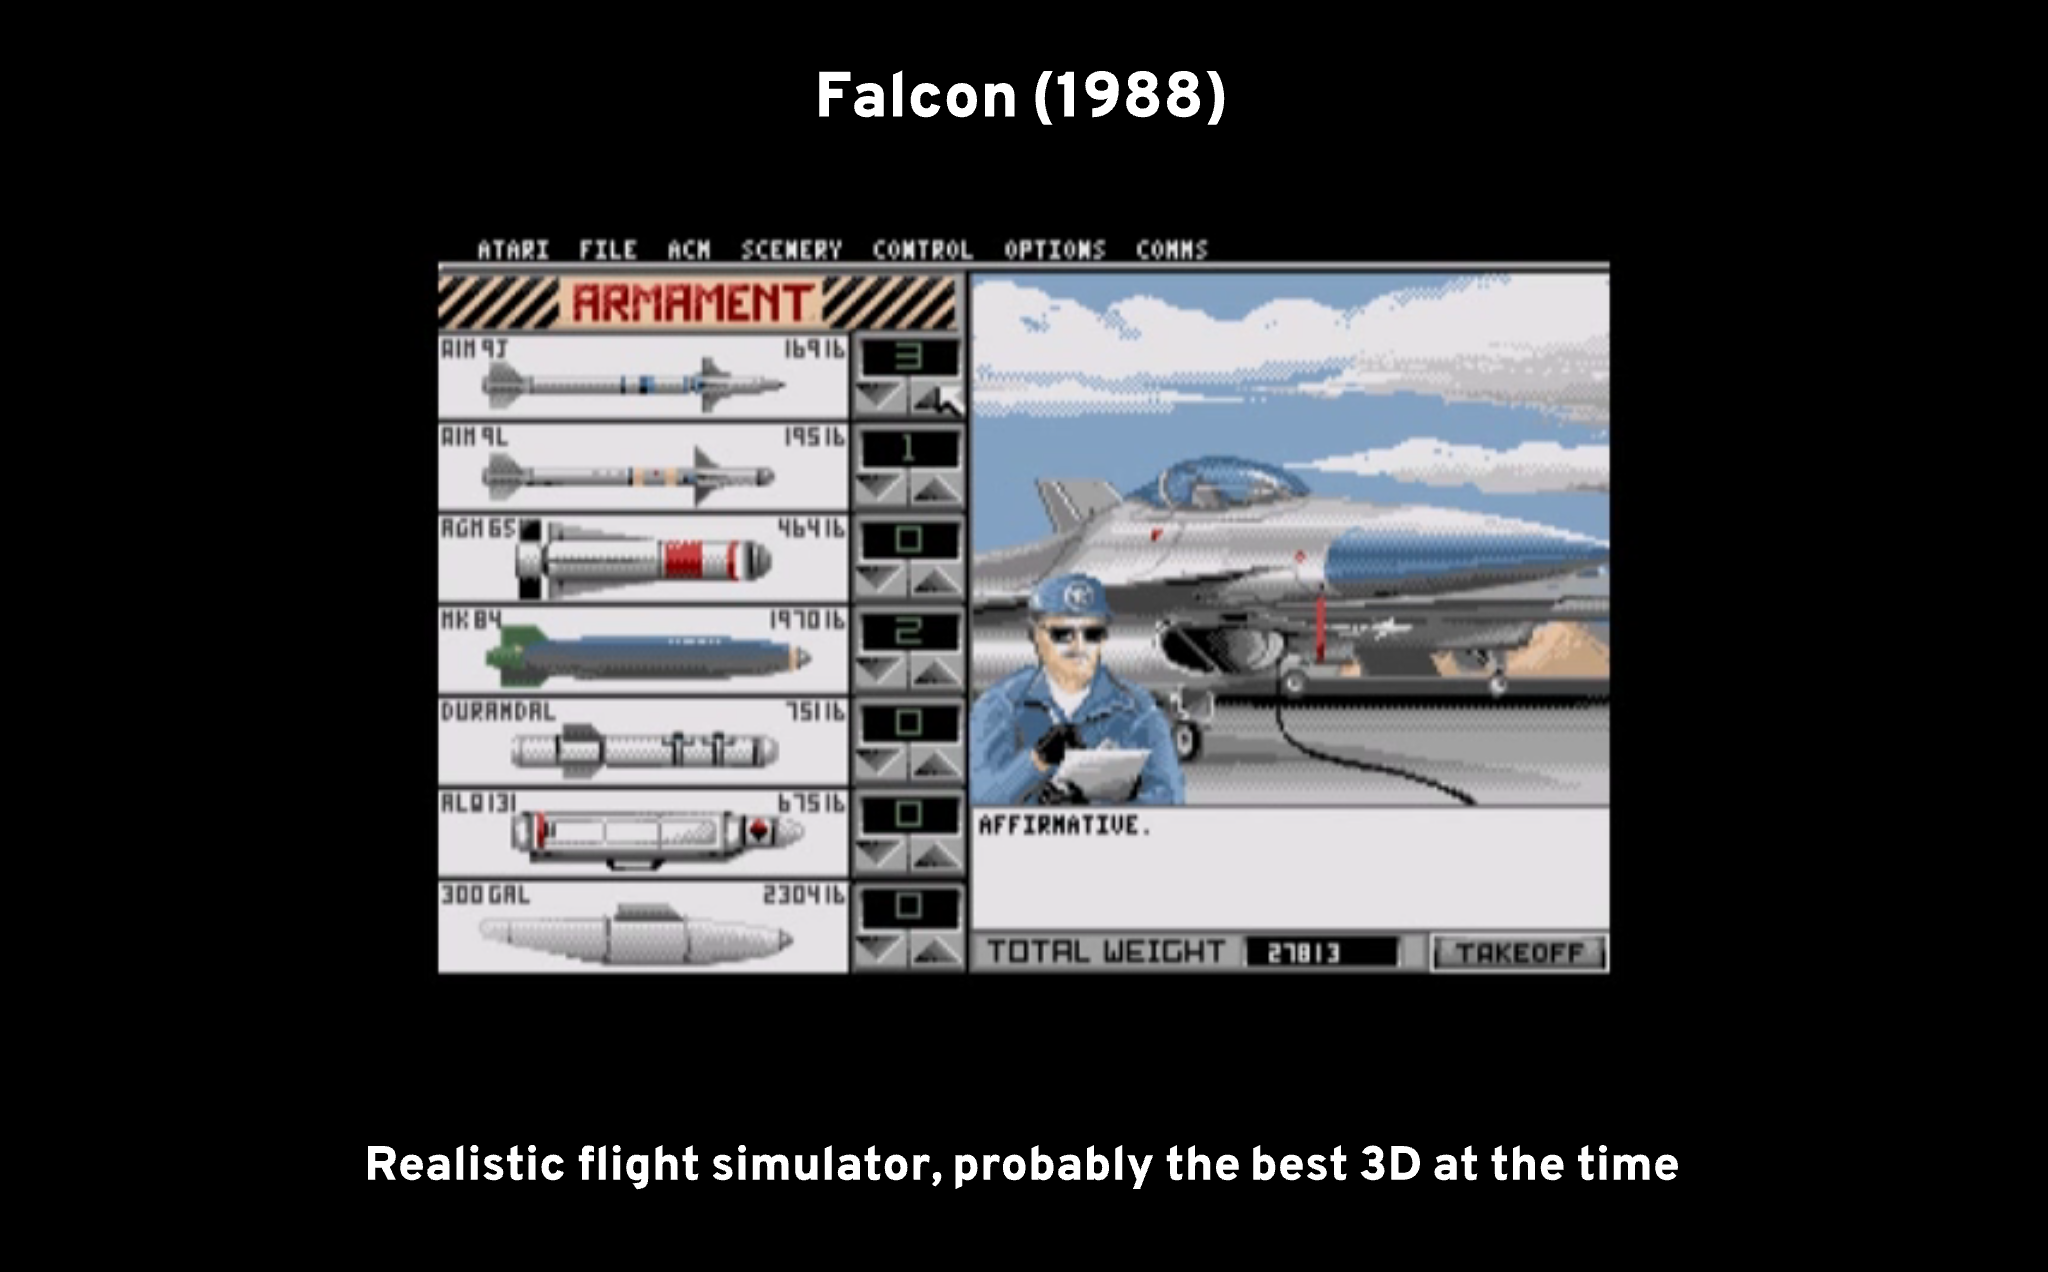 Falcon (1988)
ATARI FILE ACM SCENERY CONTROL OPTIONS COMMS
ARMAMENT
AIM 9J 169 lb
3
AIM 9L 195 lb
1
AGM 65 464 lb
0
MK 84 1970 lb
2
DURANDAL 751 lb
0
ALQ 131 675 lb
0
300 GAL 2304 lb
0
AFFIRMATIVE.
TOTAL WEIGHT 27813 TAKEOFF
Realistic flight simulator, probably the best 3D at the time